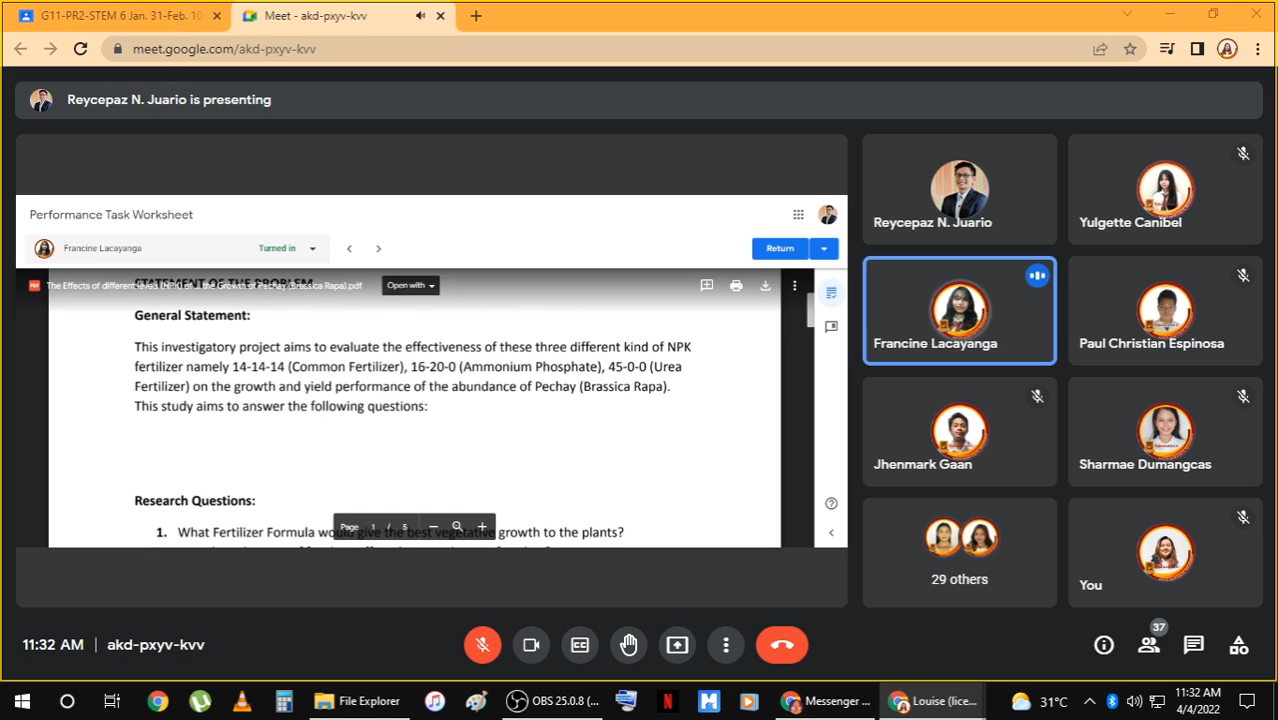 G11-PR2-STEM 6 Jan. 31-Feb. 10
Meet - akd-pxyv-kvv
meet.google.com/akd-pxyv-kvv
Reycepaz N. Juario is presenting
Performance Task Worksheet
Francine Lacayanga
Turned in
Return
STATEMENT OF THE PROBLEM
Open with
General Statement:
This investigatory project aims to evaluate the effectiveness of these three different kind of NPK
fertilizer namely 14-14-14 (Common Fertilizer), 16-20-0 (Ammonium Phosphate), 45-0-0 (Urea
Fertilizer) on the growth and yield performance of the abundance of Pechay (Brassica Rapa).
This study aims to answer the following questions:
Research Questions:
1. What Fertilizer Formula would give the best vegetative growth to the plants?
Page 1 / 5
Reycepaz N. Juario
Yulgette Canibel
Francine Lacayanga
Paul Christian Espinosa
Jhenmark Gaan
Sharmae Dumangcas
29 others
You
11:32 AM | akd-pxyv-kvv
37
File Explorer
OBS 25.0.8 (...
Messenger ...
Louise (lice...
31°C
11:32 AM
4/4/2022